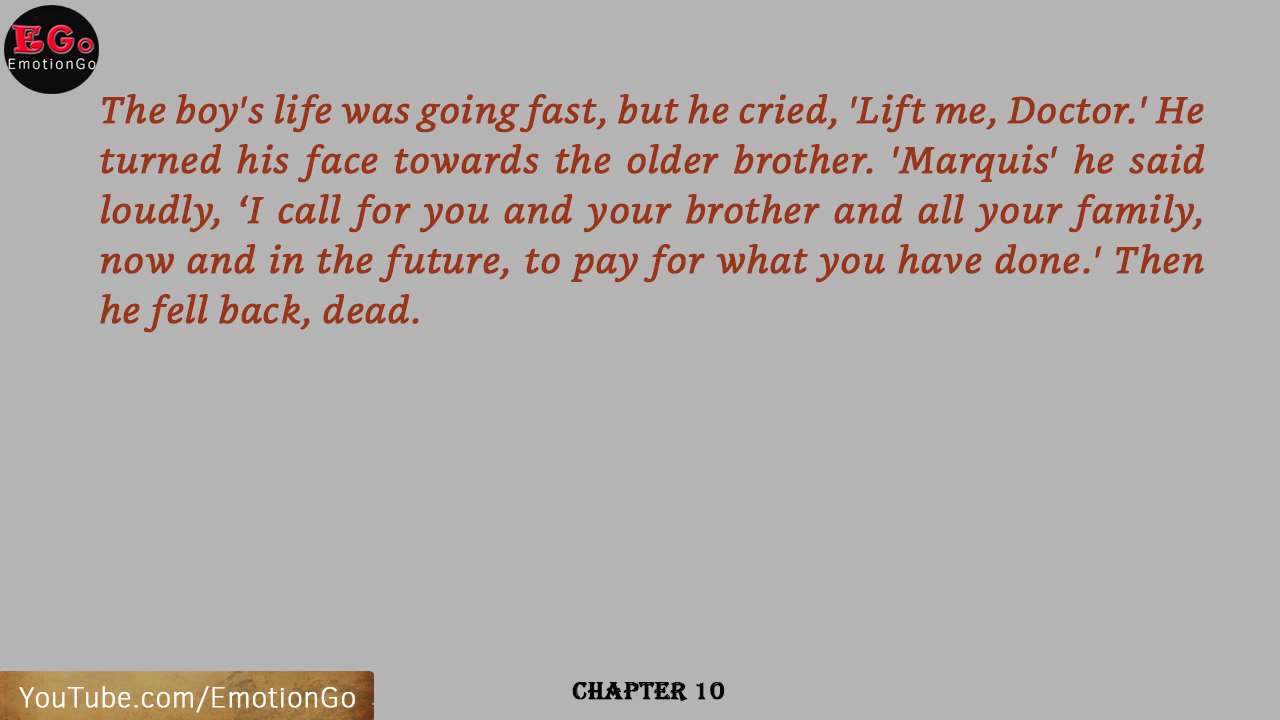 EGo
EmotionGo
The boy's life was going fast, but he cried, 'Lift me, Doctor.' He
turned his face towards the older brother. 'Marquis' he said
loudly, ‘I call for you and your brother and all your family,
now and in the future, to pay for what you have done.' Then
he fell back, dead.
YouTube.com/EmotionGo
CHAPTER 10